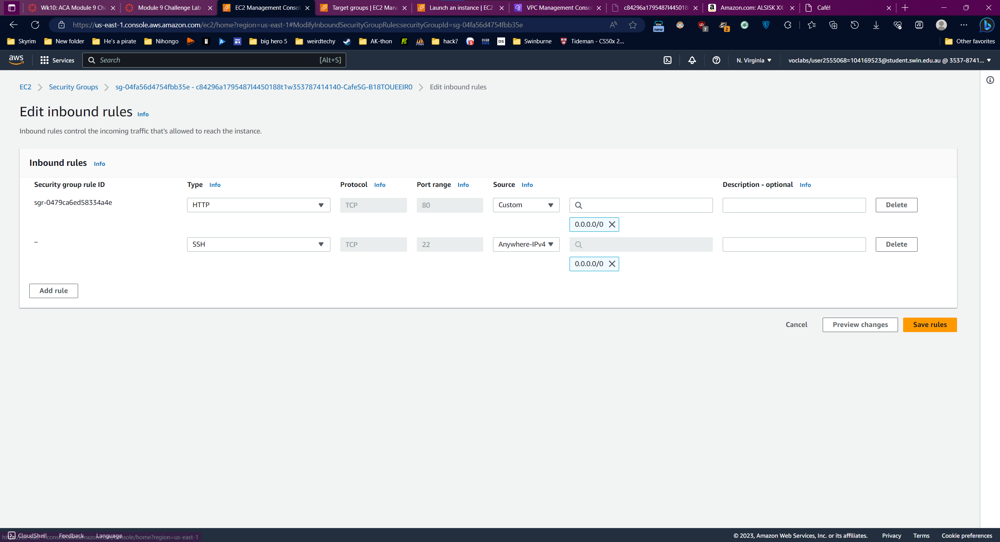 Wk10: ACA Module 9 Cha
Module 9 Challenge Lab
EC2 Management Consol
Target groups | EC2 Mana
Launch an instance | EC2
VPC Management Consol
c84296a1795487l4450188
Amazon.com: ALSISK XX
Café!
https://us-east-1.console.aws.amazon.com/ec2/home?region=us-east-1#ModifyInboundSecurityGroupRules:securityGroupId=sg-04fa56d4754fbb35e
new
7
2
Skyrim
New folder
He's a pirate
Nihongo
big hero 5
weirdtechy
AK-thon
hack?
DS
Swinburne
Tideman - CS50x 2...
Other favorites
aws
Services
Search
[Alt+S]
N. Virginia
voclabs/user2555068=104169523@student.swin.edu.au @ 3537-8741...
EC2
Security Groups
sg-04fa56d4754fbb35e - c84296a1795487l4450188t1w353787414140-CafeSG-B18TOUEEIR0
Edit inbound rules
Edit inbound rules Info
Inbound rules control the incoming traffic that's allowed to reach the instance.
Inbound rules Info
Security group rule ID
Type Info
Protocol Info
Port range Info
Source Info
Description - optional Info
sgr-0479ca6ed58334a4e
HTTP
TCP
80
Custom
Delete
0.0.0.0/0
–
SSH
TCP
22
Anywhere-IPv4
Delete
0.0.0.0/0
Add rule
Cancel
Preview changes
Save rules
CloudShell
Feedback
Language
https://us-east-1.console.aws.amazon.com/console/home?region=us-east-1
© 2023, Amazon Web Services, Inc. or its affiliates.
Privacy
Terms
Cookie preferences